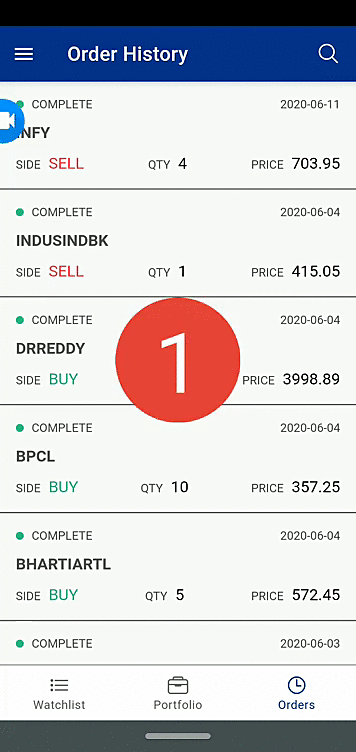 Order History
COMPLETE 2020-06-11
INFY
SIDE SELL QTY 4 PRICE 703.95
COMPLETE 2020-06-04
INDUSINDBK
SIDE SELL QTY 1 PRICE 415.05
COMPLETE 2020-06-04
DRREDDY
SIDE BUY PRICE 3998.89
1
COMPLETE 2020-06-04
BPCL
SIDE BUY QTY 10 PRICE 357.25
COMPLETE 2020-06-04
BHARTIARTL
SIDE BUY QTY 5 PRICE 572.45
COMPLETE 2020-06-03
Watchlist Portfolio Orders